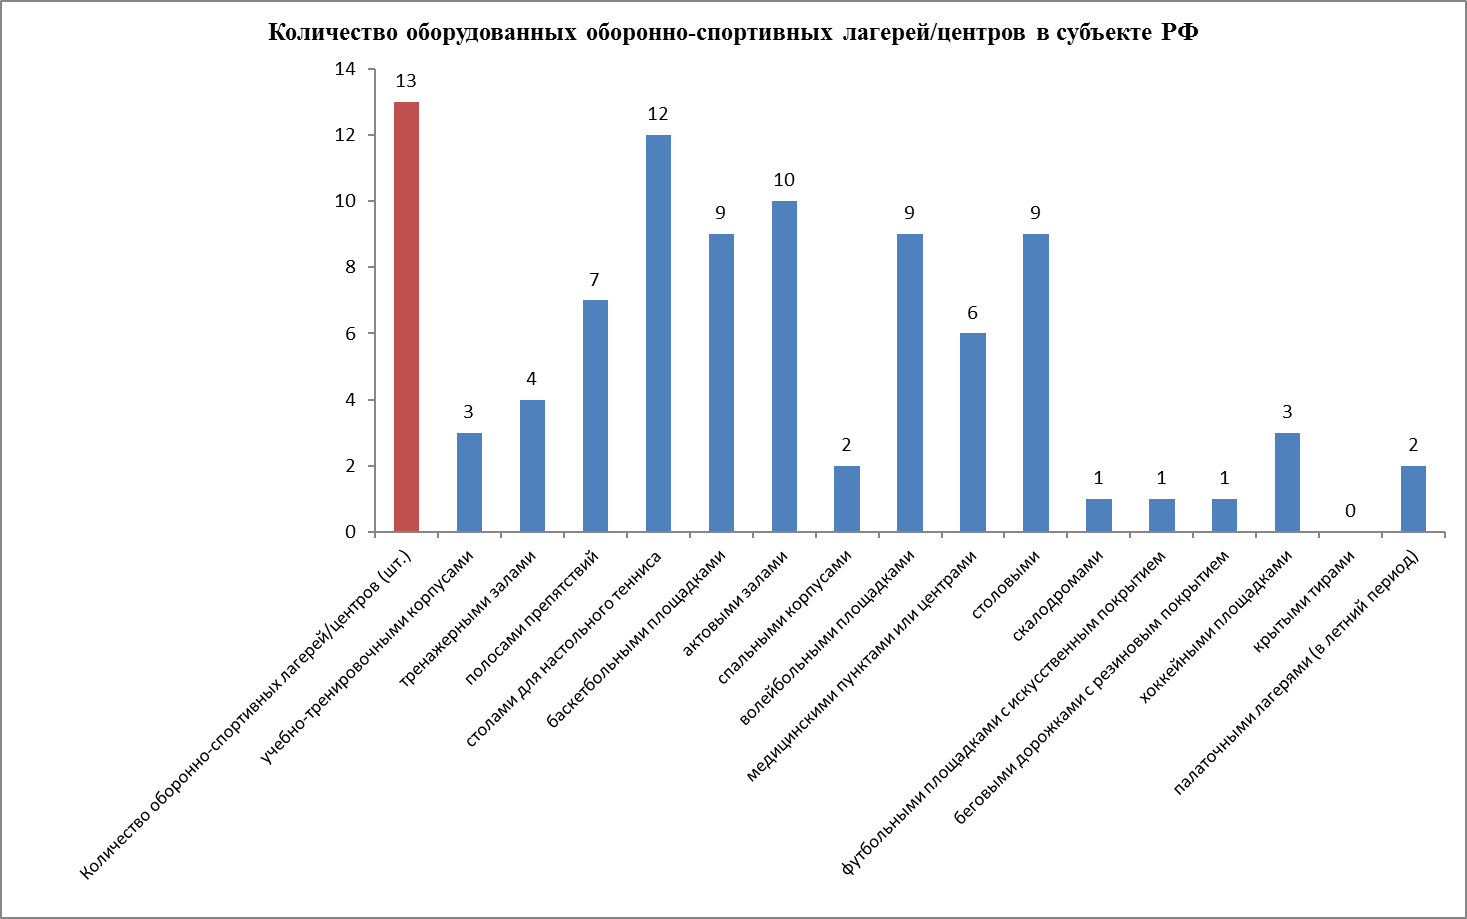 Количество оборудованных оборонно-спортивных лагерей/центров в субъекте РФ
14
12
10
8
6
4
2
0
13
3
4
7
12
9
10
2
9
6
9
1
1
1
3
0
2
Количество оборонно-спортивных лагерей/центров (шт.)
учебно-тренировочными корпусами
тренажерными залами
полосами препятствий
столами для настольного тенниса
баскетбольными площадками
актовыми залами
спальными корпусами
волейбольными площадками
медицинскими пунктами или центрами
столовыми
скалодромами
футбольными площадками с искусственным покрытием
беговыми дорожками с резиновым покрытием
хоккейными площадками
крытыми тирами
палаточными лагерями (в летний период)